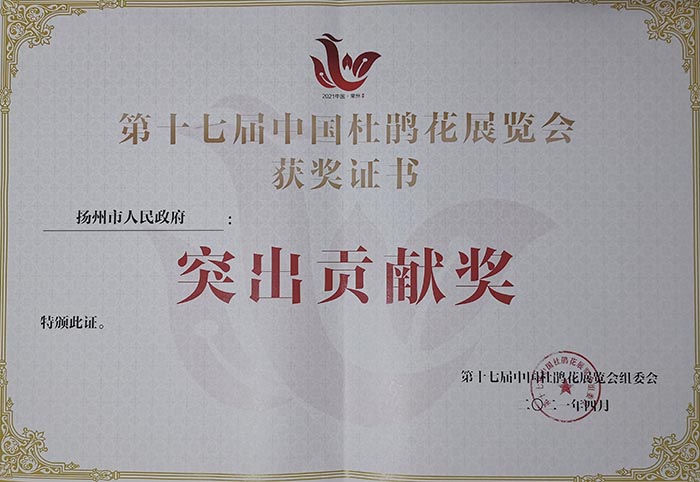 2021中国·常州
第十七届中国杜鹃花展览会
获奖证书
扬州市人民政府：
突出贡献奖
特颁此证。
第十七届中国杜鹃花展览会组委会
二〇二一年四月